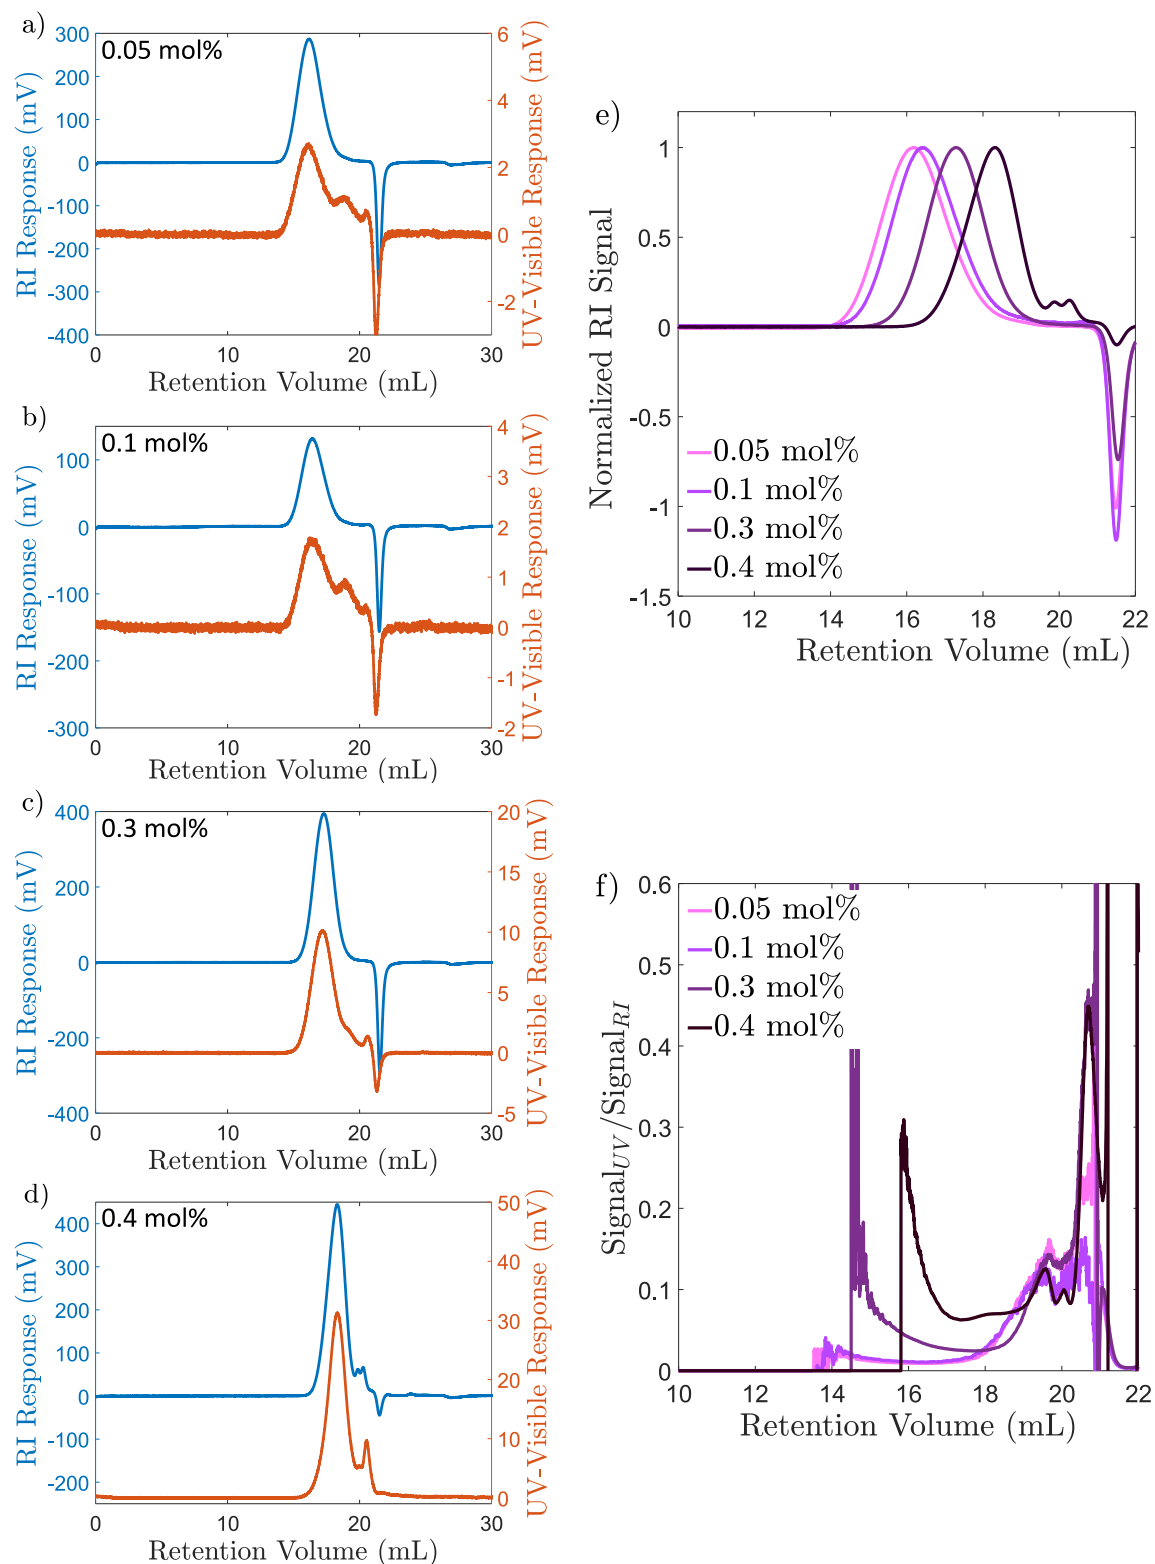 a)
0.05 mol%
300
200
100
0
-100
-200
-300
-400
RI Response (mV)
6
4
2
0
-2
UV-Visible Response (mV)
0
10
20
30
Retention Volume (mL)
b)
0.1 mol%
100
0
-100
-200
-300
RI Response (mV)
4
3
2
1
0
-1
-2
UV-Visible Response (mV)
0
10
20
30
Retention Volume (mL)
c)
0.3 mol%
400
200
0
-200
-400
RI Response (mV)
20
15
10
5
0
-5
UV-Visible Response (mV)
0
10
20
30
Retention Volume (mL)
d)
0.4 mol%
400
300
200
100
0
-100
-200
RI Response (mV)
50
40
30
20
10
0
UV-Visible Response (mV)
0
10
20
30
Retention Volume (mL)
e)
1
0.5
0
-0.5
-1
-1.5
Normalized RI Signal
0.05 mol%
0.1 mol%
0.3 mol%
0.4 mol%
10
12
14
16
18
20
22
Retention Volume (mL)
f)
0.6
0.5
0.4
0.3
0.2
0.1
0
Signal_UV/Signal_RI
0.05 mol%
0.1 mol%
0.3 mol%
0.4 mol%
10
12
14
16
18
20
22
Retention Volume (mL)